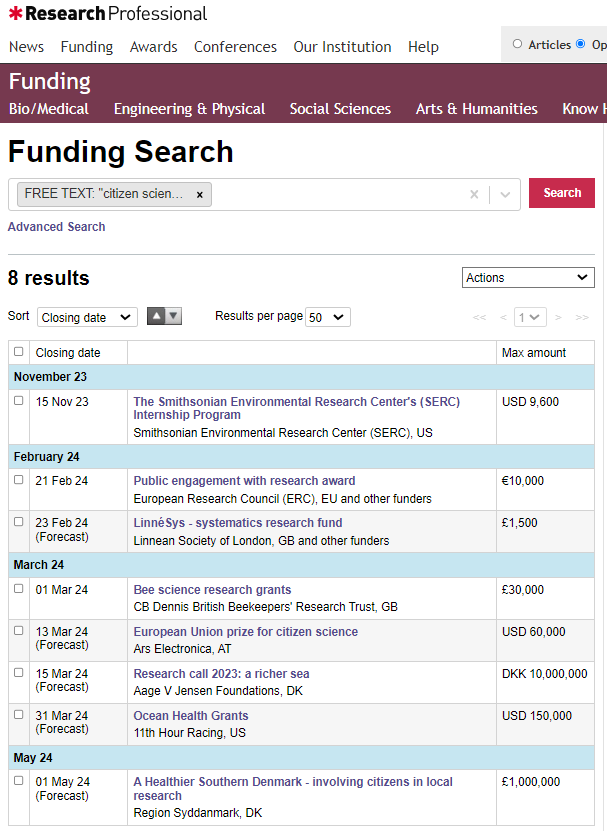 *ResearchProfessional
News Funding Awards Conferences Our Institution Help
Articles Op
Funding
Bio/Medical Engineering & Physical Social Sciences Arts & Humanities Know H
Funding Search
FREE TEXT: "citizen scien... x
Search
Advanced Search
8 results
Actions
Sort Closing date ▲ ▼ Results per page 50 << < 1 > >>
Closing date Max amount
November 23
15 Nov 23 The Smithsonian Environmental Research Center's (SERC) USD 9,600
Internship Program
Smithsonian Environmental Research Center (SERC), US
February 24
21 Feb 24 Public engagement with research award €10,000
European Research Council (ERC), EU and other funders
23 Feb 24 LinnéSys - systematics research fund £1,500
(Forecast) Linnean Society of London, GB and other funders
March 24
01 Mar 24 Bee science research grants £30,000
CB Dennis British Beekeepers' Research Trust, GB
13 Mar 24 European Union prize for citizen science USD 60,000
(Forecast) Ars Electronica, AT
15 Mar 24 Research call 2023: a richer sea DKK 10,000,000
(Forecast) Aage V Jensen Foundations, DK
31 Mar 24 Ocean Health Grants USD 150,000
(Forecast) 11th Hour Racing, US
May 24
01 May 24 A Healthier Southern Denmark - involving citizens in local £1,000,000
(Forecast) research
Region Syddanmark, DK